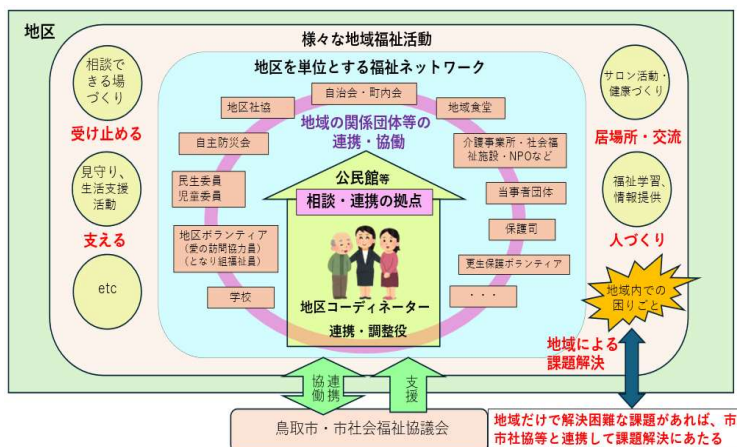 地区
様々な地域福祉活動
地区を単位とする福祉ネットワーク
相談で
きる場
づくり
受け止める
見守り、
生活支援
活動
支える
etc
自治会・町内会
地区社協
地域食堂
地域の関係団体等の
連携・協働
自主防災会
介護事業所・社会福
祉施設・NPOなど
民生委員
児童委員
公民館等
相談・連携の拠点
当事者団体
保護司
地区ボランティア
(愛の訪問協力員)
(となり組福祉員)
更生保護ボランティア
学校
・・・
地区コーディネーター
連携・調整役
サロン活動・
健康づくり
居場所・交流
福祉学習、
情報提供
人づくり
地域内での
困りごと
地域による
課題解決
連携
協働
支援
鳥取市・市社会福祉協議会
地域だけで解決困難な課題があれば、市
市社協等と連携して課題解決にあたる